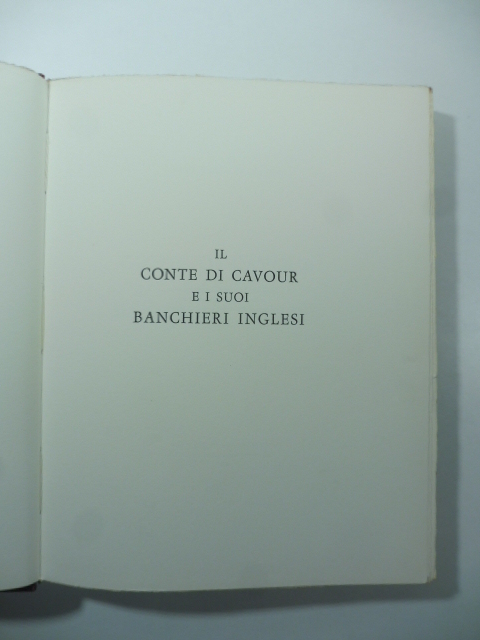 IL
CONTE DI CAVOUR
E I SUOI
BANCHIERI INGLESI